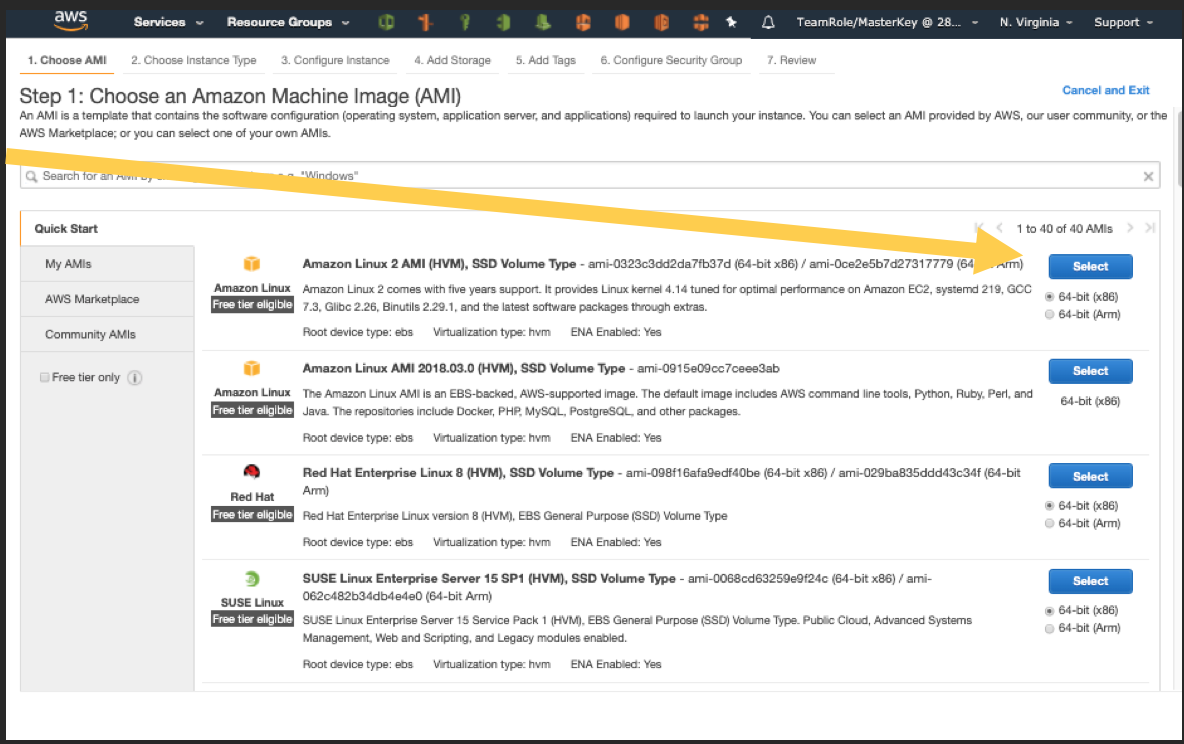 aws Services Resource Groups TeamRole/MasterKey @ 28... N. Virginia Support
1. Choose AMI 2. Choose Instance Type 3. Configure Instance 4. Add Storage 5. Add Tags 6. Configure Security Group 7. Review
Step 1: Choose an Amazon Machine Image (AMI)
Cancel and Exit
An AMI is a template that contains the software configuration (operating system, application server, and applications) required to launch your instance. You can select an AMI provided by AWS, our user community, or the
AWS Marketplace; or you can select one of your own AMIs.
Search for an AMI by "Windows"
Quick Start
1 to 40 of 40 AMIs
My AMIs
AWS Marketplace
Community AMIs
Free tier only
Amazon Linux
Free tier eligible
Amazon Linux 2 AMI (HVM), SSD Volume Type - ami-0323c3dd2da7fb37d (64-bit x86) / ami-0ce2e5b7d27317779 (64 Arm)
Amazon Linux 2 comes with five years support. It provides Linux kernel 4.14 tuned for optimal performance on Amazon EC2, systemd 219, GCC
7.3, Glibc 2.26, Binutils 2.29.1, and the latest software packages through extras.
Root device type: ebs Virtualization type: hvm ENA Enabled: Yes
Select
64-bit (x86)
64-bit (Arm)
Amazon Linux
Free tier eligible
Amazon Linux AMI 2018.03.0 (HVM), SSD Volume Type - ami-0915e09cc7ceee3ab
The Amazon Linux AMI is an EBS-backed, AWS-supported image. The default image includes AWS command line tools, Python, Ruby, Perl, and
Java. The repositories include Docker, PHP, MySQL, PostgreSQL, and other packages.
Root device type: ebs Virtualization type: hvm ENA Enabled: Yes
Select
64-bit (x86)
Red Hat
Free tier eligible
Red Hat Enterprise Linux 8 (HVM), SSD Volume Type - ami-098f16afa9edf40be (64-bit x86) / ami-029ba835ddd43c34f (64-bit
Arm)
Red Hat Enterprise Linux version 8 (HVM), EBS General Purpose (SSD) Volume Type
Root device type: ebs Virtualization type: hvm ENA Enabled: Yes
Select
64-bit (x86)
64-bit (Arm)
SUSE Linux
Free tier eligible
SUSE Linux Enterprise Server 15 SP1 (HVM), SSD Volume Type - ami-0068cd63259e9f24c (64-bit x86) / ami-
062c482b34db4e4e0 (64-bit Arm)
SUSE Linux Enterprise Server 15 Service Pack 1 (HVM), EBS General Purpose (SSD) Volume Type. Public Cloud, Advanced Systems
Management, Web and Scripting, and Legacy modules enabled.
Root device type: ebs Virtualization type: hvm ENA Enabled: Yes
Select
64-bit (x86)
64-bit (Arm)